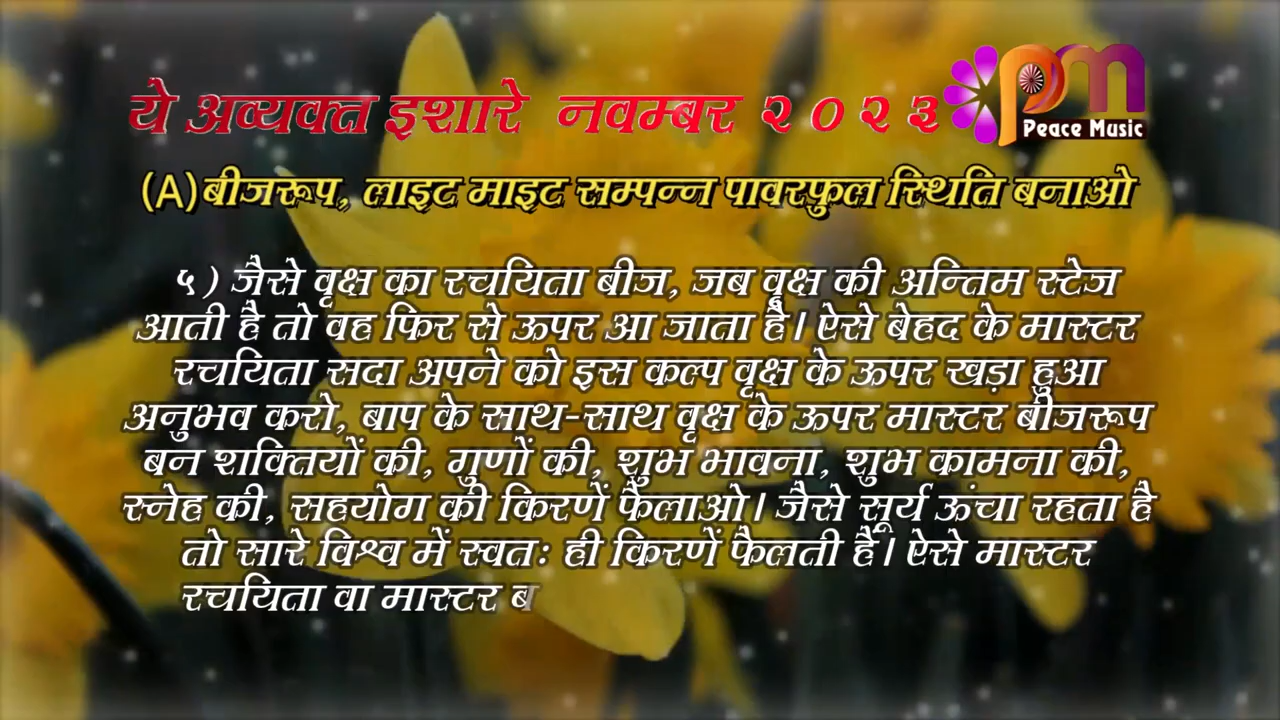 ये अव्यक्त इशारे नवम्बर २०२३
pm
Peace Music
(A) बीजरूप, लाइट माइट सम्पन्न पावरफुल स्थिति बनाओ
५) जैसे वृक्ष का रचयिता बीज, जब वृक्ष की अन्तिम स्टेज
आती है तो वह फिर से ऊपर आ जाता है। ऐसे बेहद के मास्टर
रचयिता सदा अपने को इस कल्प वृक्ष के ऊपर खड़ा हुआ
अनुभव करो, बाप के साथ-साथ वृक्ष के ऊपर मास्टर बीजरूप
बन शक्तियों की, गुणों की, शुभ भावना, शुभ कामना की,
स्नेह की, सहयोग की किरणें फैलाओ। जैसे सूर्य ऊंचा रहता है
तो सारे विश्व में स्वत: ही किरणें फैलती हैं। ऐसे मास्टर
रचयिता वा मास्टर ब